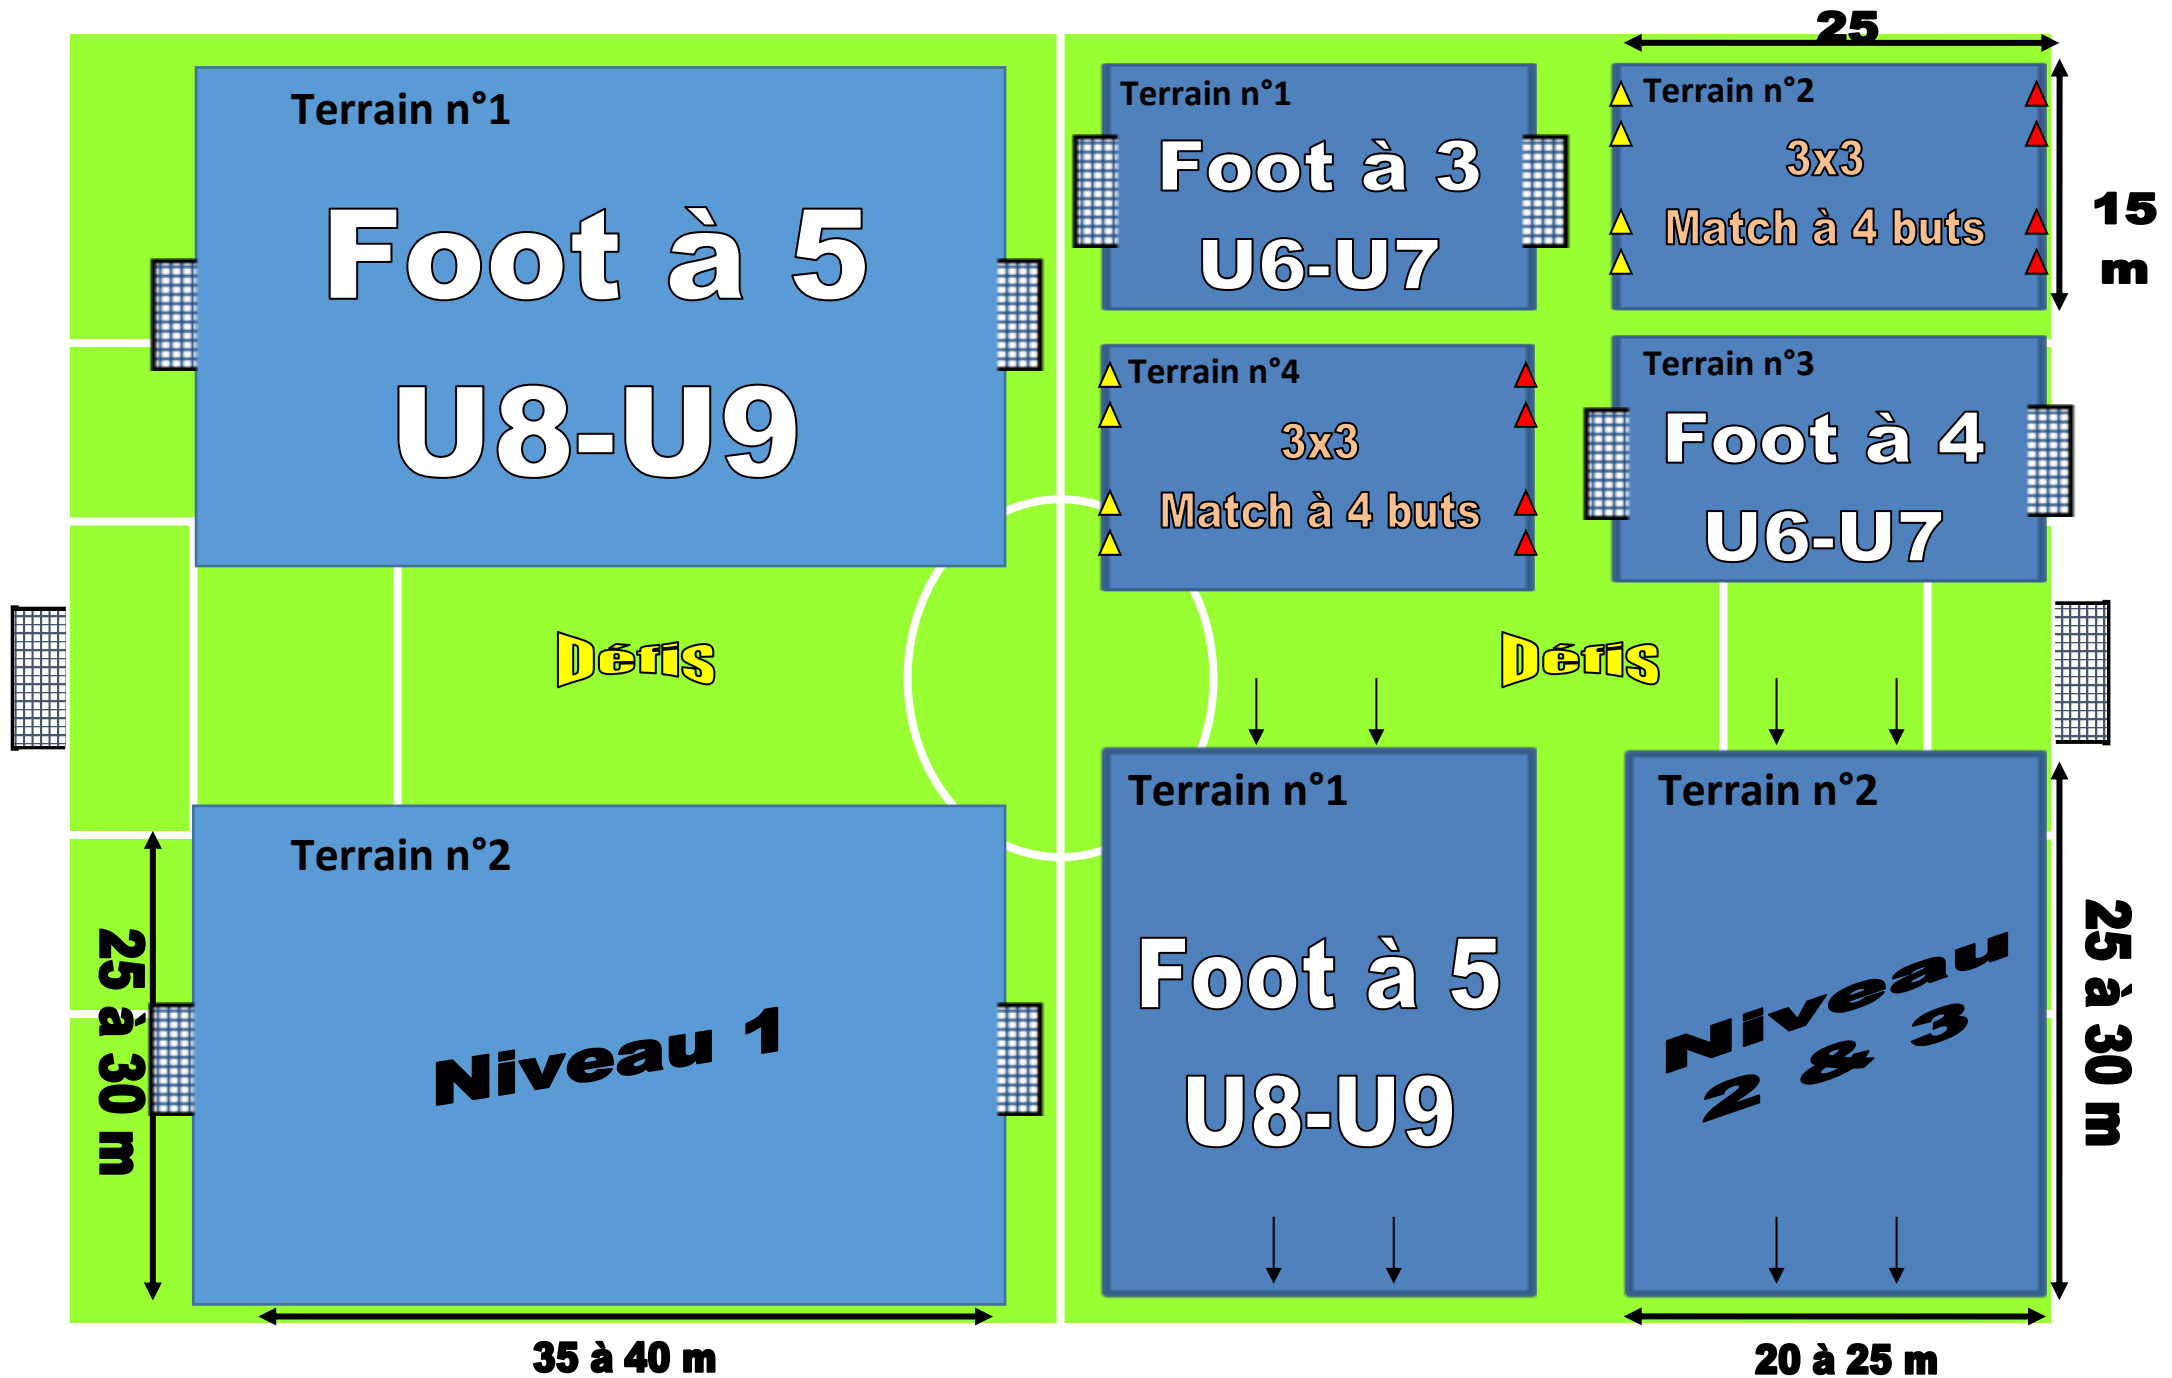 25
Terrain n°1
Foot à 5
U8-U9
Terrain n°1
Foot à 3
U6-U7
Terrain n°2
3x3
Match à 4 buts
15
m
Terrain n°4
3x3
Match à 4 buts
Terrain n°3
Foot à 4
U6-U7
Défis
Défis
Terrain n°2
Niveau 1
25 à 30 m
35 à 40 m
Terrain n°1
Foot à 5
U8-U9
Terrain n°2
Niveau
2 & 3
25 à 30 m
20 à 25 m